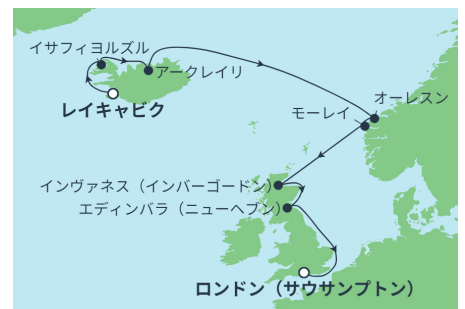 イサフィヨルズル
アークレイリ
レイキャビク
オーレスン
モーレイ
インヴァネス（インバーゴードン）
エディンバラ（ニューヘブン）
ロンドン（サウサンプトン）